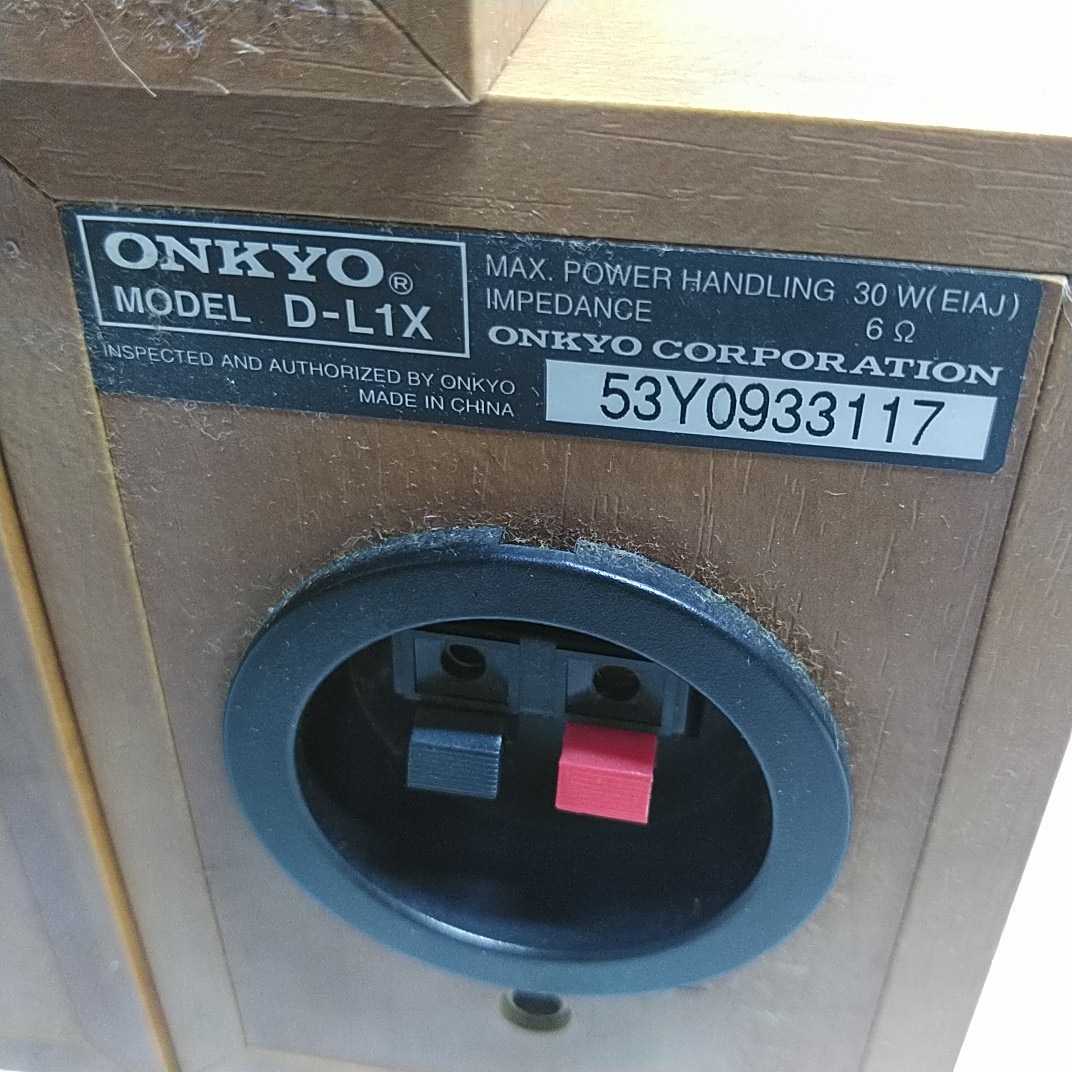 ONKYO®
MODEL D-L1X
INSPECTED AND AUTHORIZED BY ONKYO
MADE IN CHINA
MAX. POWER HANDLING 30 W(EIAJ)
IMPEDANCE 6 Ω
ONKYO CORPORATION
53Y0933117